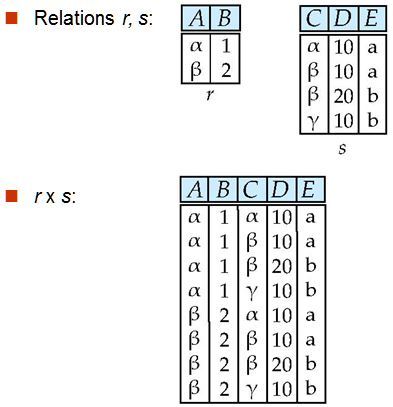 Relations r, s:
A B
α 1
β 2
r
C D E
α 10 a
β 10 a
β 20 b
γ 10 b
s
r x s:
A B C D E
α 1 α 10 a
α 1 β 10 a
α 1 β 20 b
α 1 γ 10 b
β 2 α 10 a
β 2 β 10 a
β 2 β 20 b
β 2 γ 10 b